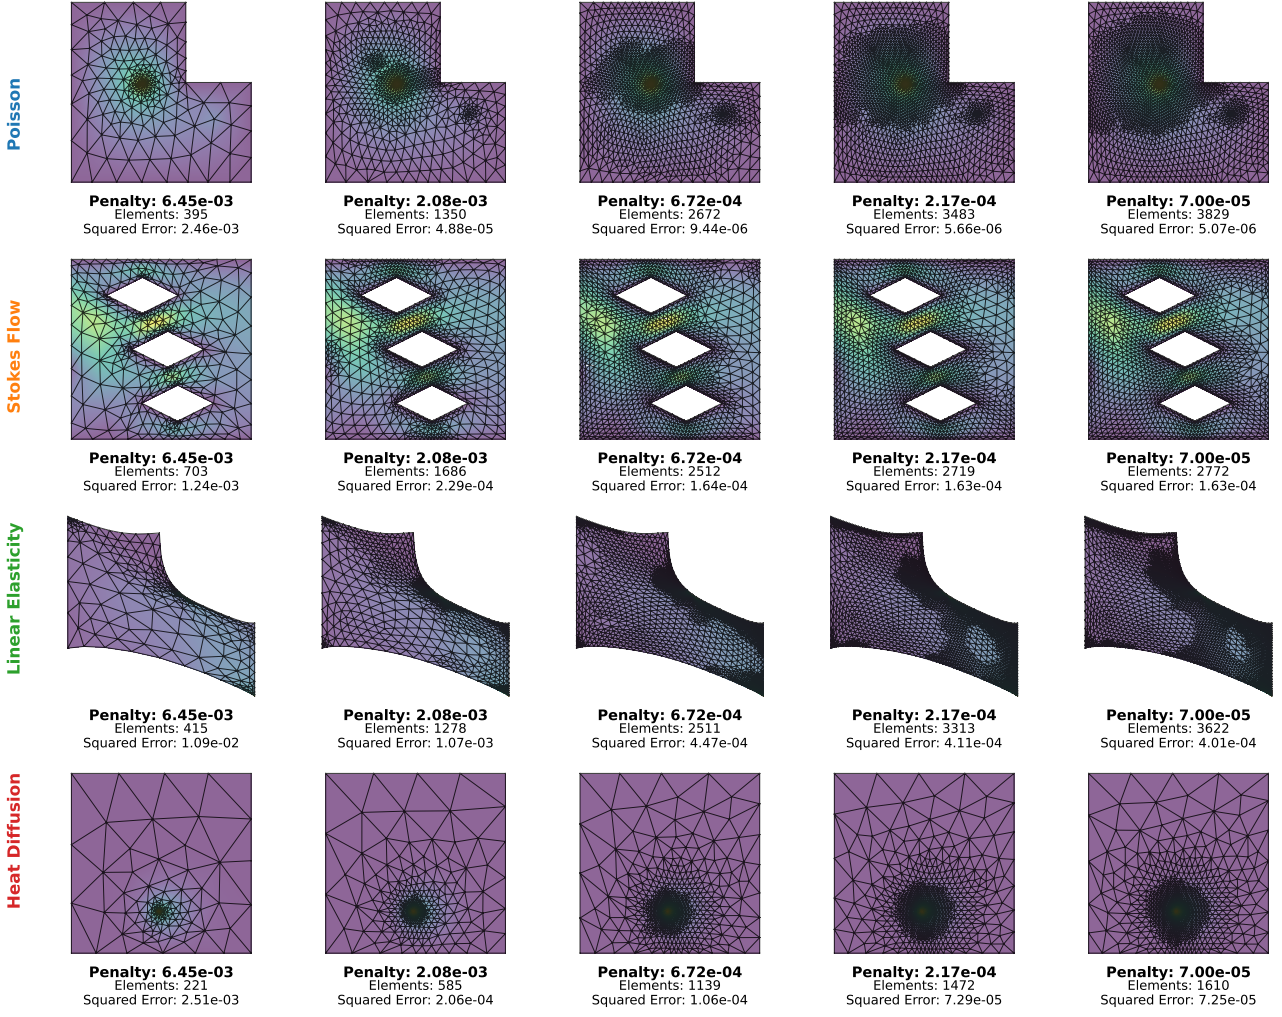 Poisson
Penalty: 6.45e-03
Elements: 395
Squared Error: 2.46e-03
Penalty: 2.08e-03
Elements: 1350
Squared Error: 4.88e-05
Penalty: 6.72e-04
Elements: 2672
Squared Error: 9.44e-06
Penalty: 2.17e-04
Elements: 3483
Squared Error: 5.66e-06
Penalty: 7.00e-05
Elements: 3829
Squared Error: 5.07e-06
Stokes Flow
Penalty: 6.45e-03
Elements: 703
Squared Error: 1.24e-03
Penalty: 2.08e-03
Elements: 1686
Squared Error: 2.29e-04
Penalty: 6.72e-04
Elements: 2512
Squared Error: 1.64e-04
Penalty: 2.17e-04
Elements: 2719
Squared Error: 1.63e-04
Penalty: 7.00e-05
Elements: 2772
Squared Error: 1.63e-04
Linear Elasticity
Penalty: 6.45e-03
Elements: 415
Squared Error: 1.09e-02
Penalty: 2.08e-03
Elements: 1278
Squared Error: 1.07e-03
Penalty: 6.72e-04
Elements: 2511
Squared Error: 4.47e-04
Penalty: 2.17e-04
Elements: 3313
Squared Error: 4.11e-04
Penalty: 7.00e-05
Elements: 3622
Squared Error: 4.01e-04
Heat Diffusion
Penalty: 6.45e-03
Elements: 221
Squared Error: 2.51e-03
Penalty: 2.08e-03
Elements: 585
Squared Error: 2.06e-04
Penalty: 6.72e-04
Elements: 1139
Squared Error: 1.06e-04
Penalty: 2.17e-04
Elements: 1472
Squared Error: 7.29e-05
Penalty: 7.00e-05
Elements: 1610
Squared Error: 7.25e-05